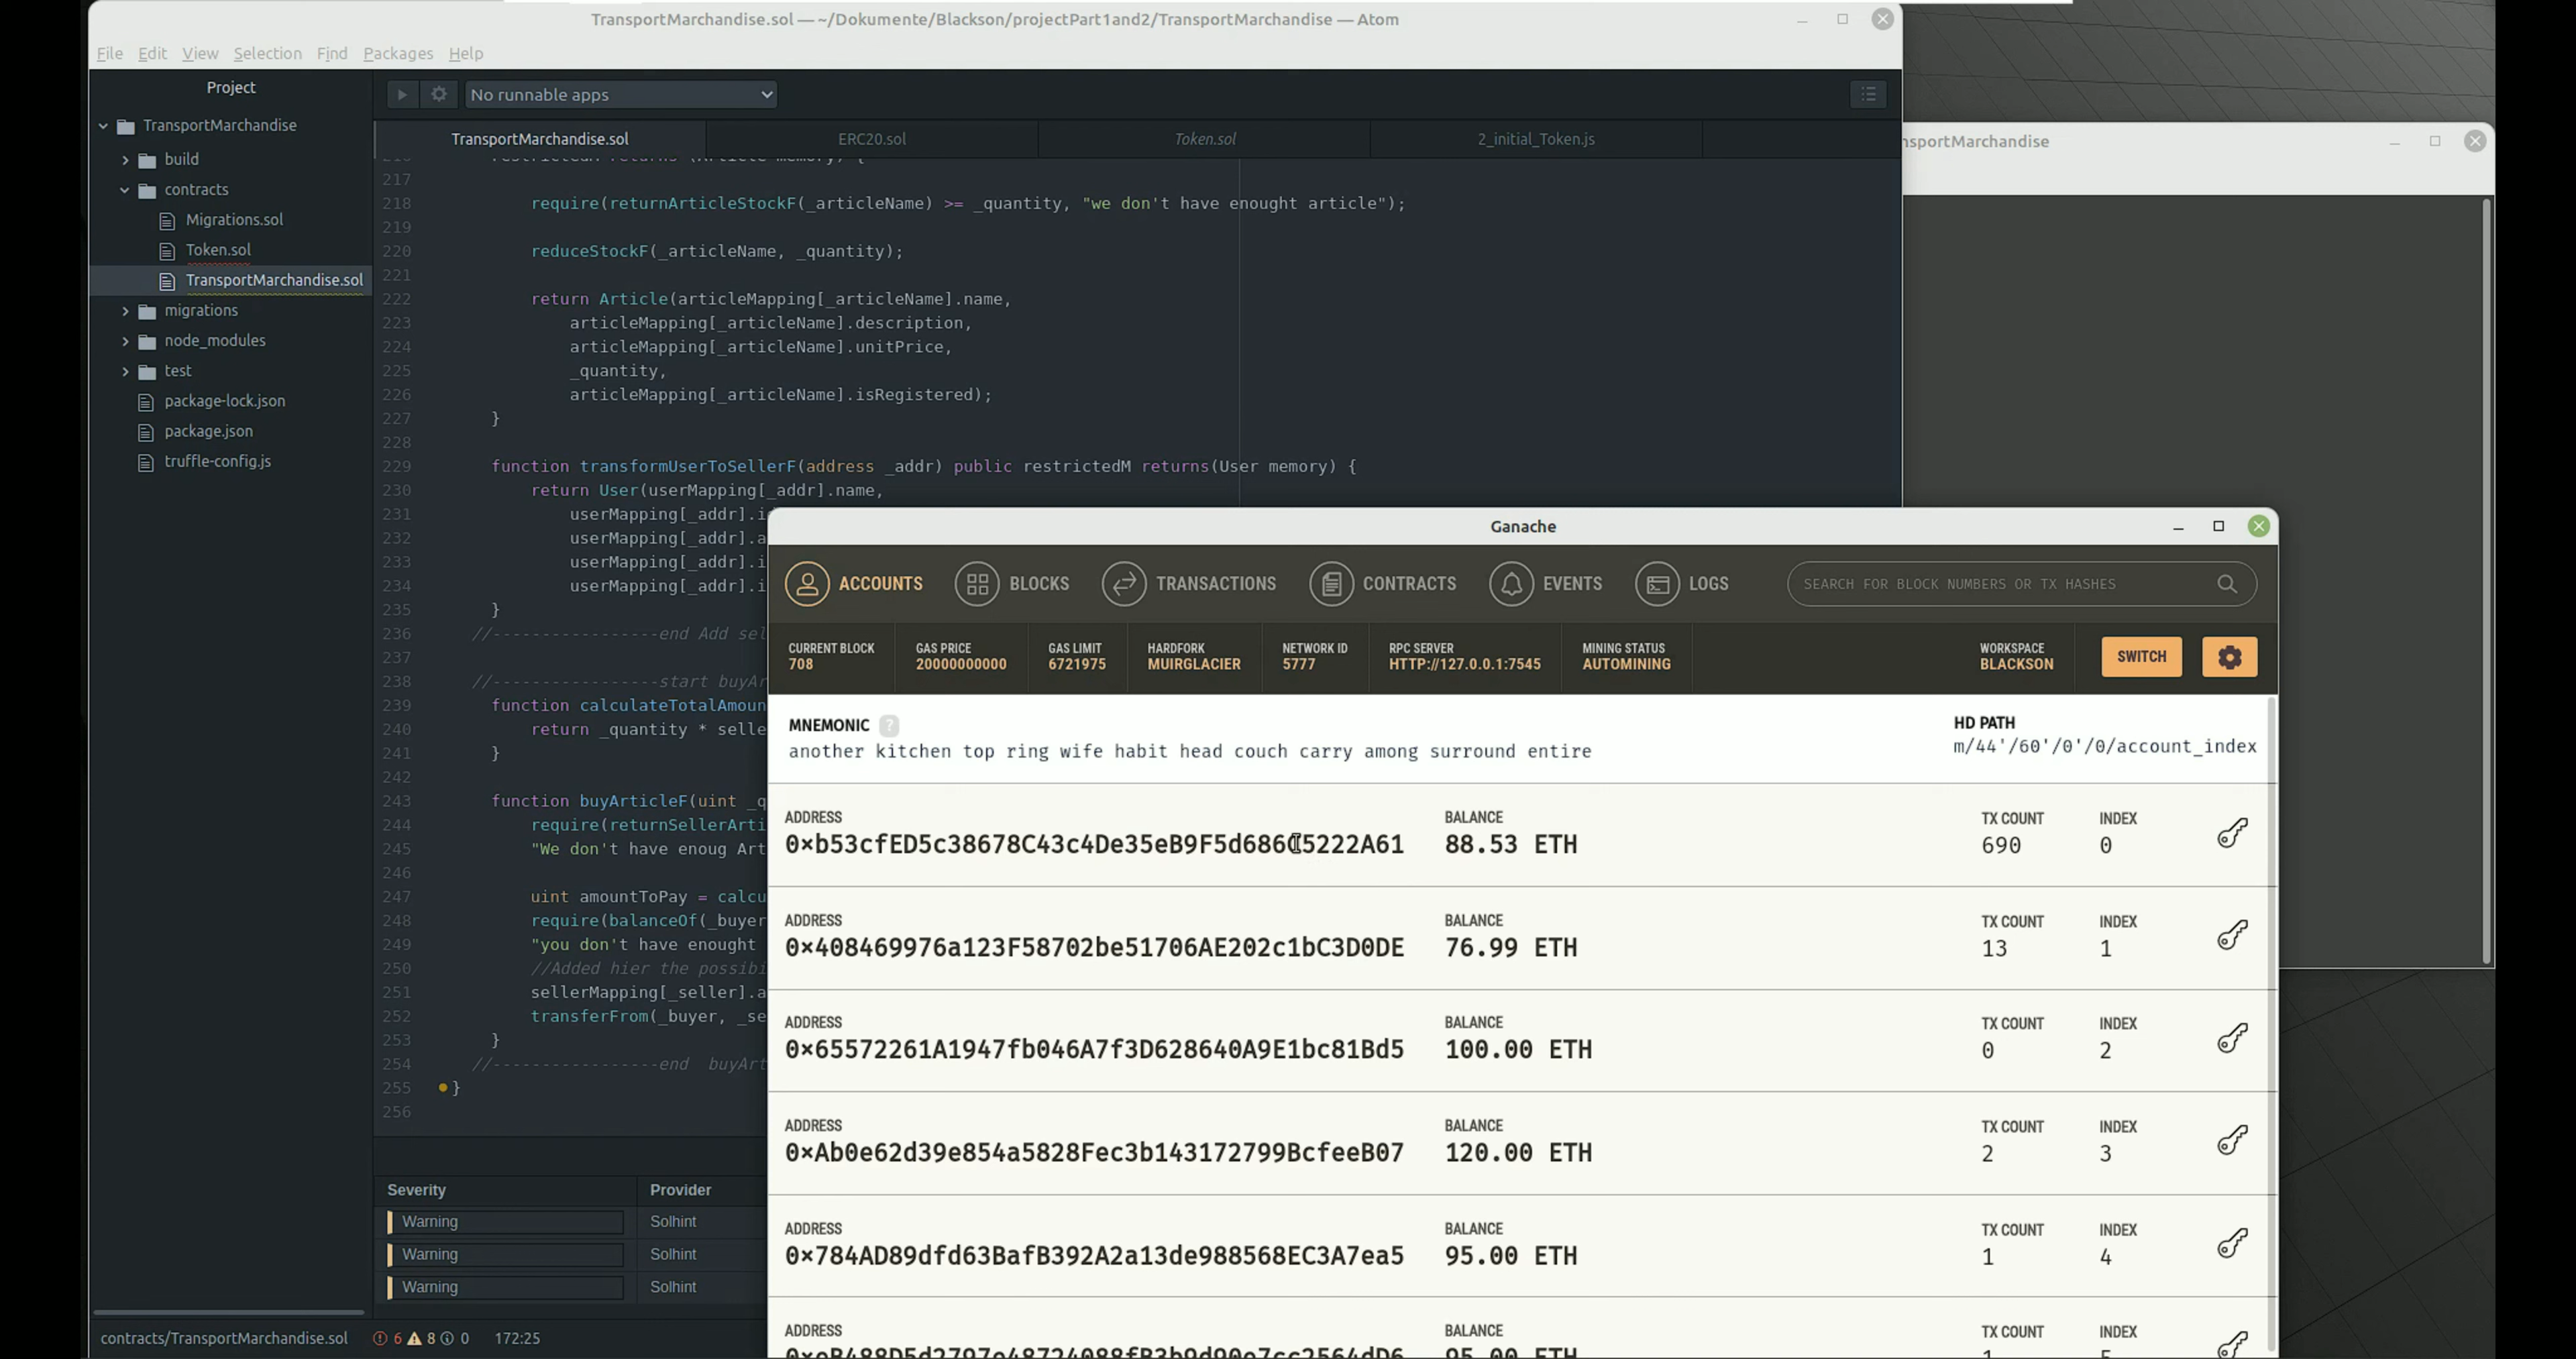 TransportMarchandise.sol — ~/Dokumente/Blackson/projectPart1and2/TransportMarchandise — Atom
File Edit View Selection Find Packages Help
Project
TransportMarchandise
build
contracts
Migrations.sol
Token.sol
TransportMarchandise.sol
migrations
node_modules
test
package-lock.json
package.json
truffle-config.js
No runnable apps
TransportMarchandise.sol ERC20.sol Token.sol 2_initial_Token.js
217
218 require(returnArticleStockF(_articleName) >= _quantity, "we don't have enought article");
219
220 reduceStockF(_articleName, _quantity);
221
222 return Article(articleMapping[_articleName].name,
223 articleMapping[_articleName].description,
224 articleMapping[_articleName].unitPrice,
225 _quantity,
226 articleMapping[_articleName].isRegistered);
227 }
228
229 function transformUserToSellerF(address _addr) public restrictedM returns(User memory) {
230 return User(userMapping[_addr].name,
231 userMapping[_addr].i
232 userMapping[_addr].a
233 userMapping[_addr].i
234 userMapping[_addr].i
235 }
236 //-----------------end Add sel
237
238 //-----------------start buyAr
239 function calculateTotalAmoun
240 return _quantity * selle
241 }
242
243 function buyArticleF(uint _q
244 require(returnSellerArti
245 "We don't have enoug Art
246
247 uint amountToPay = calcu
248 require(balanceOf(_buyer
249 "you don't have enought
250 //Added hier the possibi
251 sellerMapping[_seller].a
252 transferFrom(_buyer, _se
253 }
254 //-----------------end buyArt
255 }
256
Severity Provider
Warning Solhint
Warning Solhint
Warning Solhint
contracts/TransportMarchandise.sol 6 8 0 172:25
nsportMarchandise
Ganache
ACCOUNTS BLOCKS TRANSACTIONS CONTRACTS EVENTS LOGS SEARCH FOR BLOCK NUMBERS OR TX HASHES
CURRENT BLOCK GAS PRICE GAS LIMIT HARDFORK NETWORK ID RPC SERVER MINING STATUS WORKSPACE
708 20000000000 6721975 MUIRGLACIER 5777 HTTP://127.0.0.1:7545 AUTOMINING BLACKSON
SWITCH
MNEMONIC ? HD PATH
another kitchen top ring wife habit head couch carry among surround entire m/44'/60'/0'/0/account_index
ADDRESS BALANCE TX COUNT INDEX
0xb53cfED5c38678C43c4De35eB9F5d686C5222A61 88.53 ETH 690 0
ADDRESS BALANCE TX COUNT INDEX
0x408469976a123F58702be51706AE202c1bC3D0DE 76.99 ETH 13 1
ADDRESS BALANCE TX COUNT INDEX
0x65572261A1947fb046A7f3D628640A9E1bc81Bd5 100.00 ETH 0 2
ADDRESS BALANCE TX COUNT INDEX
0xAb0e62d39e854a5828Fec3b143172799BcfeeB07 120.00 ETH 2 3
ADDRESS BALANCE TX COUNT INDEX
0x784AD89dfd63BafB392A2a13de988568EC3A7ea5 95.00 ETH 1 4
ADDRESS BALANCE TX COUNT INDEX
95.00 ETH